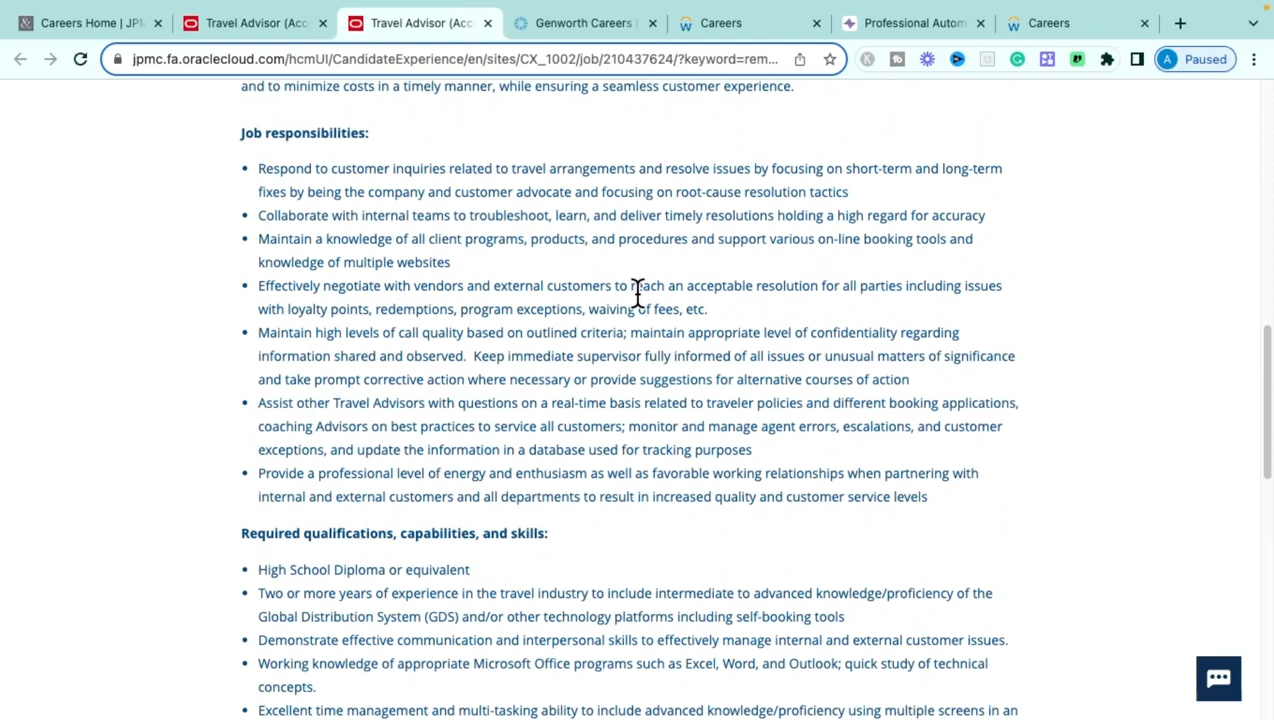 Careers Home | JPM
Travel Advisor (Acc
Travel Advisor (Acc
Genworth Careers |
Careers
Professional Autom
Careers
jpmc.fa.oraclecloud.com/hcmUI/CandidateExperience/en/sites/CX_1002/job/210437624/?keyword=rem...
A Paused
and to minimize costs in a timely manner, while ensuring a seamless customer experience.
Job responsibilities:
• Respond to customer inquiries related to travel arrangements and resolve issues by focusing on short-term and long-term
fixes by being the company and customer advocate and focusing on root-cause resolution tactics
• Collaborate with internal teams to troubleshoot, learn, and deliver timely resolutions holding a high regard for accuracy
• Maintain a knowledge of all client programs, products, and procedures and support various on-line booking tools and
knowledge of multiple websites
• Effectively negotiate with vendors and external customers to reach an acceptable resolution for all parties including issues
with loyalty points, redemptions, program exceptions, waiving of fees, etc.
• Maintain high levels of call quality based on outlined criteria; maintain appropriate level of confidentiality regarding
information shared and observed.  Keep immediate supervisor fully informed of all issues or unusual matters of significance
and take prompt corrective action where necessary or provide suggestions for alternative courses of action
• Assist other Travel Advisors with questions on a real-time basis related to traveler policies and different booking applications,
coaching Advisors on best practices to service all customers; monitor and manage agent errors, escalations, and customer
exceptions, and update the information in a database used for tracking purposes
• Provide a professional level of energy and enthusiasm as well as favorable working relationships when partnering with
internal and external customers and all departments to result in increased quality and customer service levels
Required qualifications, capabilities, and skills:
• High School Diploma or equivalent
• Two or more years of experience in the travel industry to include intermediate to advanced knowledge/proficiency of the
Global Distribution System (GDS) and/or other technology platforms including self-booking tools
• Demonstrate effective communication and interpersonal skills to effectively manage internal and external customer issues.
• Working knowledge of appropriate Microsoft Office programs such as Excel, Word, and Outlook; quick study of technical
concepts.
• Excellent time management and multi-tasking ability to include advanced knowledge/proficiency using multiple screens in an